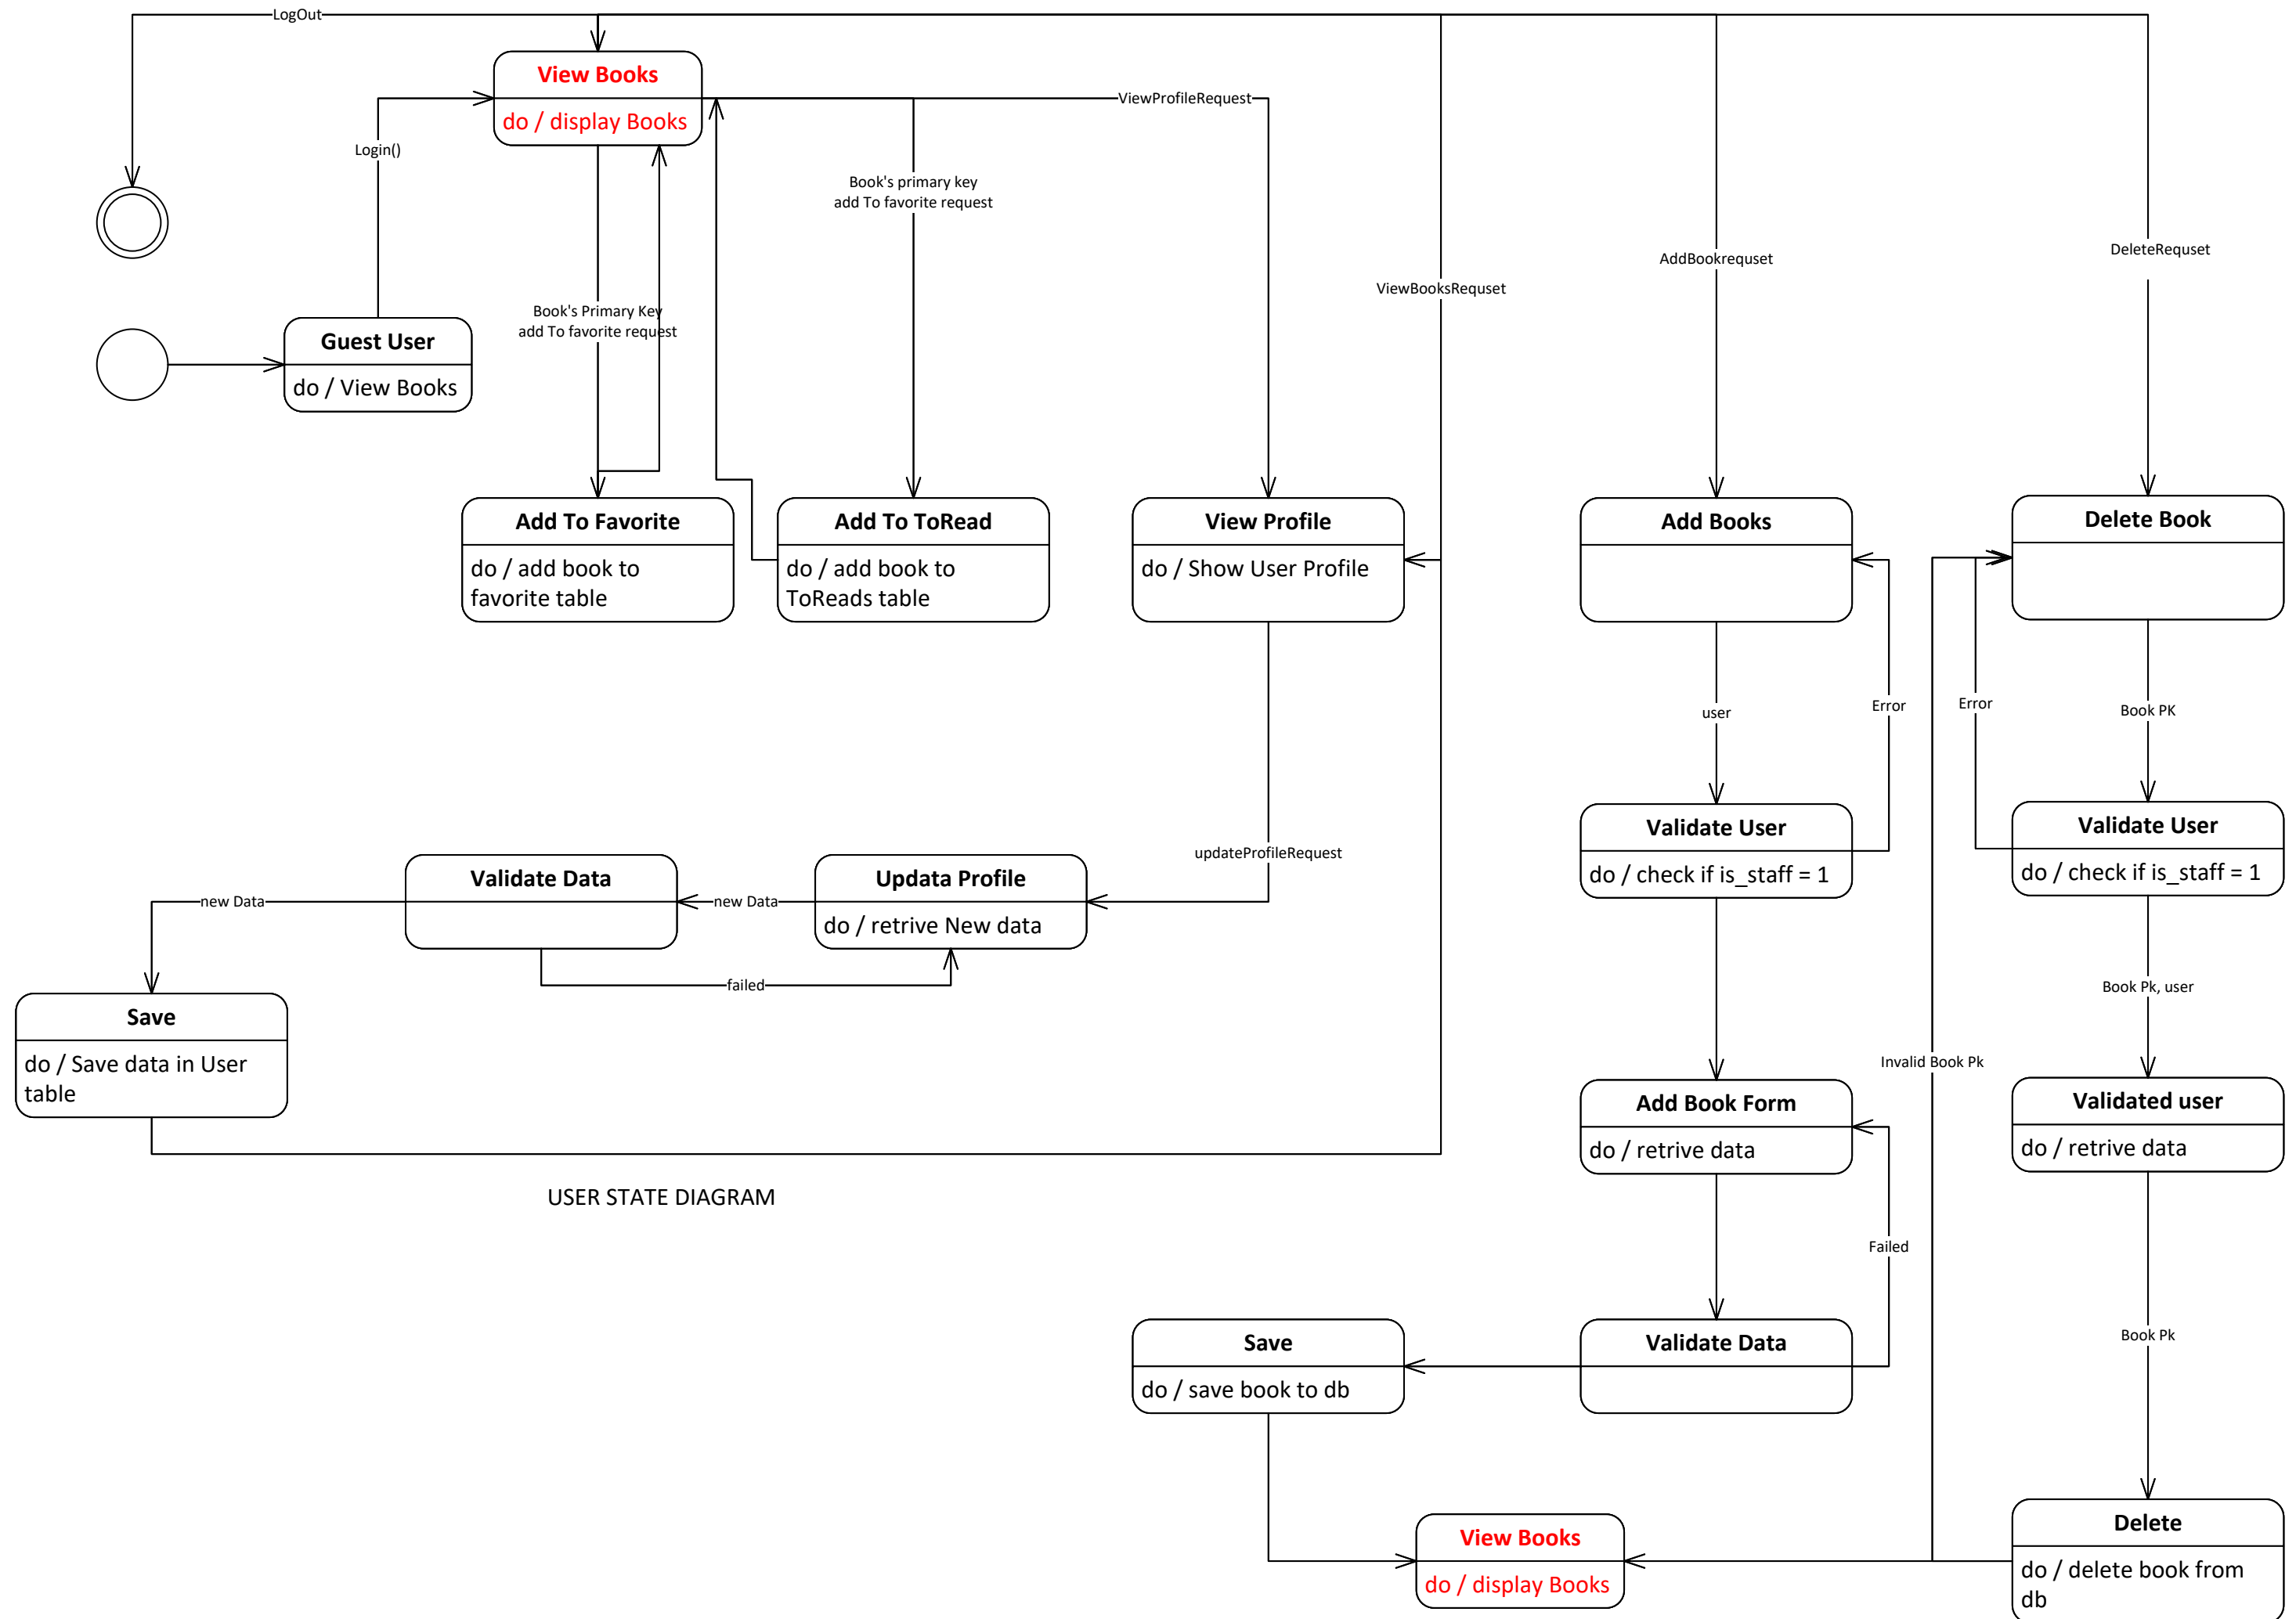 LogOut
View Books
do / display Books
ViewProfileRequest
Login()
Book's primary key
add To favorite request
AddBookrequset
DeleteRequset
ViewBooksRequset
Book's Primary Key
add To favorite request
Guest User
do / View Books
Add To Favorite
do / add book to
favorite table
Add To ToRead
do / add book to
ToReads table
View Profile
do / Show User Profile
Add Books
Delete Book
user
Error
Error
Book PK
Validate User
do / check if is_staff = 1
Validate User
do / check if is_staff = 1
updateProfileRequest
Validate Data
Updata Profile
do / retrive New data
new Data
new Data
failed
Book Pk, user
Save
do / Save data in User
table
Invalid Book Pk
Add Book Form
do / retrive data
Validated user
do / retrive data
USER STATE DIAGRAM
Failed
Book Pk
Save
do / save book to db
Validate Data
View Books
do / display Books
Delete
do / delete book from
db